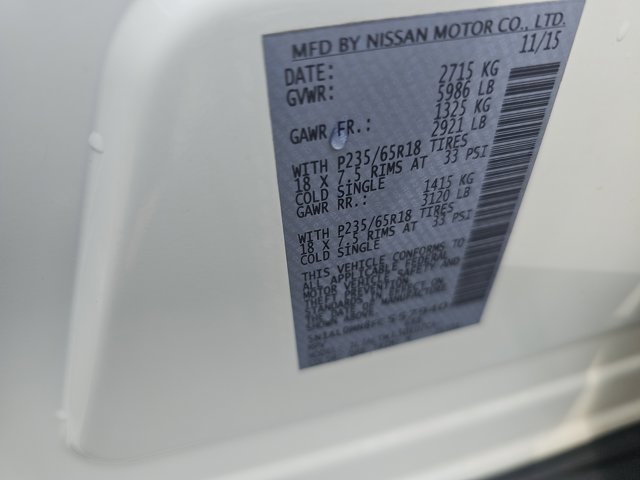 MFD BY NISSAN MOTOR CO., LTD.
DATE: 11/15
GVWR: 2715 KG
5986 LB
GAWR FR.: 1325 KG
2921 LB
WITH P235/65R18 TIRES
18 X 7.5 RIMS AT 33 PSI
COLD SINGLE
GAWR RR.: 1415 KG
3120 LB
WITH P235/65R18 TIRES
18 X 7.5 RIMS AT 33 PSI
COLD SINGLE
THIS VEHICLE CONFORMS TO
ALL APPLICABLE FEDERAL
MOTOR VEHICLE SAFETY AND
THEFT PREVENTION
STANDARDS IN EFFECT ON
THE DATE OF MANUFACTURE
SHOWN ABOVE.